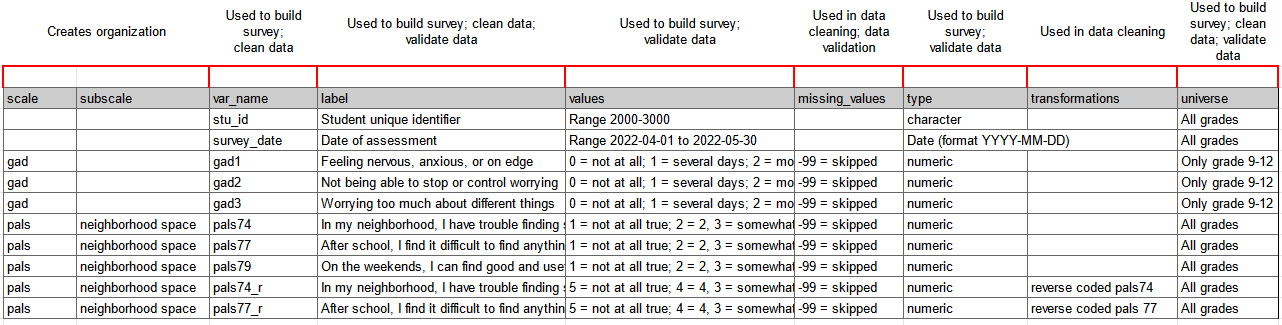 Creates organization
Used to build survey; clean data
Used to build survey; clean data; validate data
Used to build survey; validate data
Used in data cleaning; data validation
Used to build survey; validate data
Used in data cleaning
Used to build survey; clean data; validate data
scale subscale var_name label values missing_values type transformations universe
stu_id Student unique identifier Range 2000-3000 character All grades
survey_date Date of assessment Range 2022-04-01 to 2022-05-30 Date (format YYYY-MM-DD) All grades
gad gad1 Feeling nervous, anxious, or on edge 0 = not at all; 1 = several days; 2 = mo -99 = skipped numeric Only grade 9-12
gad gad2 Not being able to stop or control worrying 0 = not at all; 1 = several days; 2 = mo -99 = skipped numeric Only grade 9-12
gad gad3 Worrying too much about different things 0 = not at all; 1 = several days; 2 = mo -99 = skipped numeric Only grade 9-12
pals neighborhood space pals74 In my neighborhood, I have trouble finding s 1 = not at all true; 2 = 2, 3 = somewhat -99 = skipped numeric All grades
pals neighborhood space pals77 After school, I find it difficult to find anythin 1 = not at all true; 2 = 2, 3 = somewhat -99 = skipped numeric All grades
pals neighborhood space pals79 On the weekends, I can find good and use 1 = not at all true; 2 = 2, 3 = somewhat -99 = skipped numeric All grades
pals neighborhood space pals74_r In my neighborhood, I have trouble finding s 5 = not at all true; 4 = 4, 3 = somewhat -99 = skipped numeric reverse coded pals74 All grades
pals neighborhood space pals77_r After school, I find it difficult to find anythin 5 = not at all true; 4 = 4, 3 = somewhat -99 = skipped numeric reverse coded pals 77 All grades